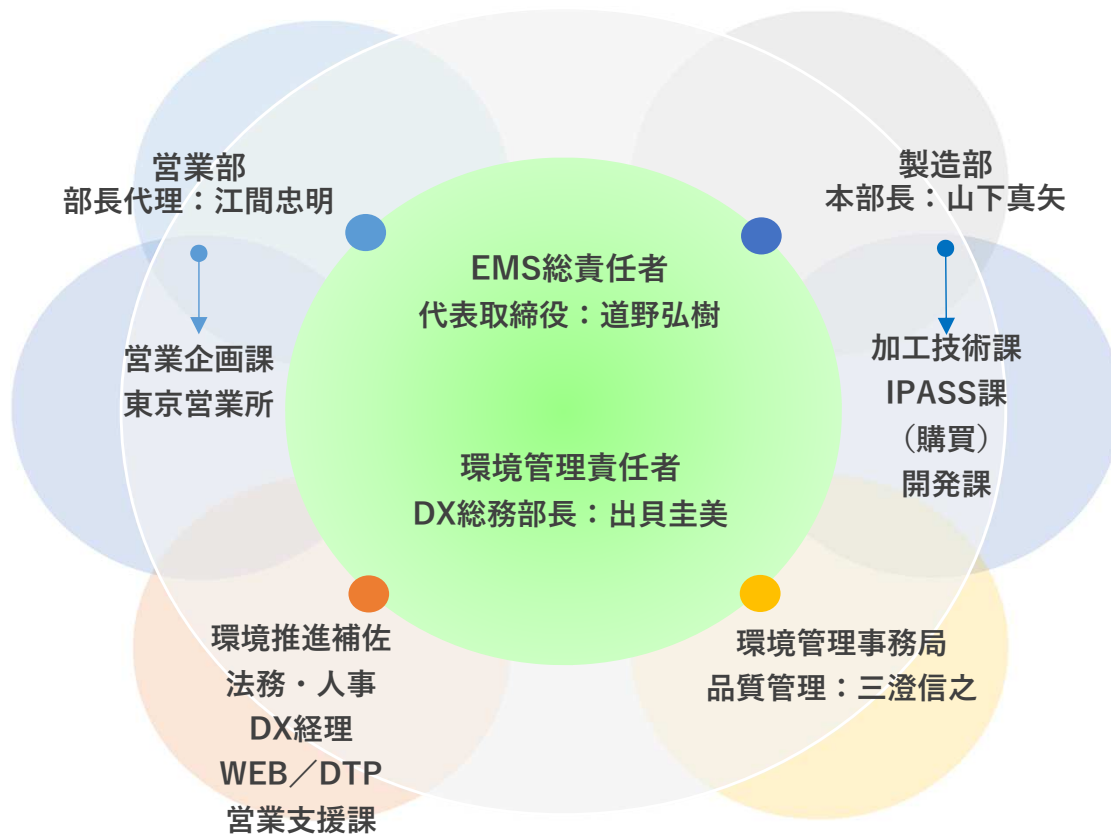 営業部
部長代理：江間忠明
営業企画課
東京営業所
製造部
本部長：山下真矢
加工技術課
IPASS課
（購買）
開発課
EMS総責任者
代表取締役：道野弘樹
環境管理責任者
DX総務部長：出貝圭美
環境推進補佐
法務・人事
DX経理
WEB／DTP
営業支援課
環境管理事務局
品質管理：三澄信之